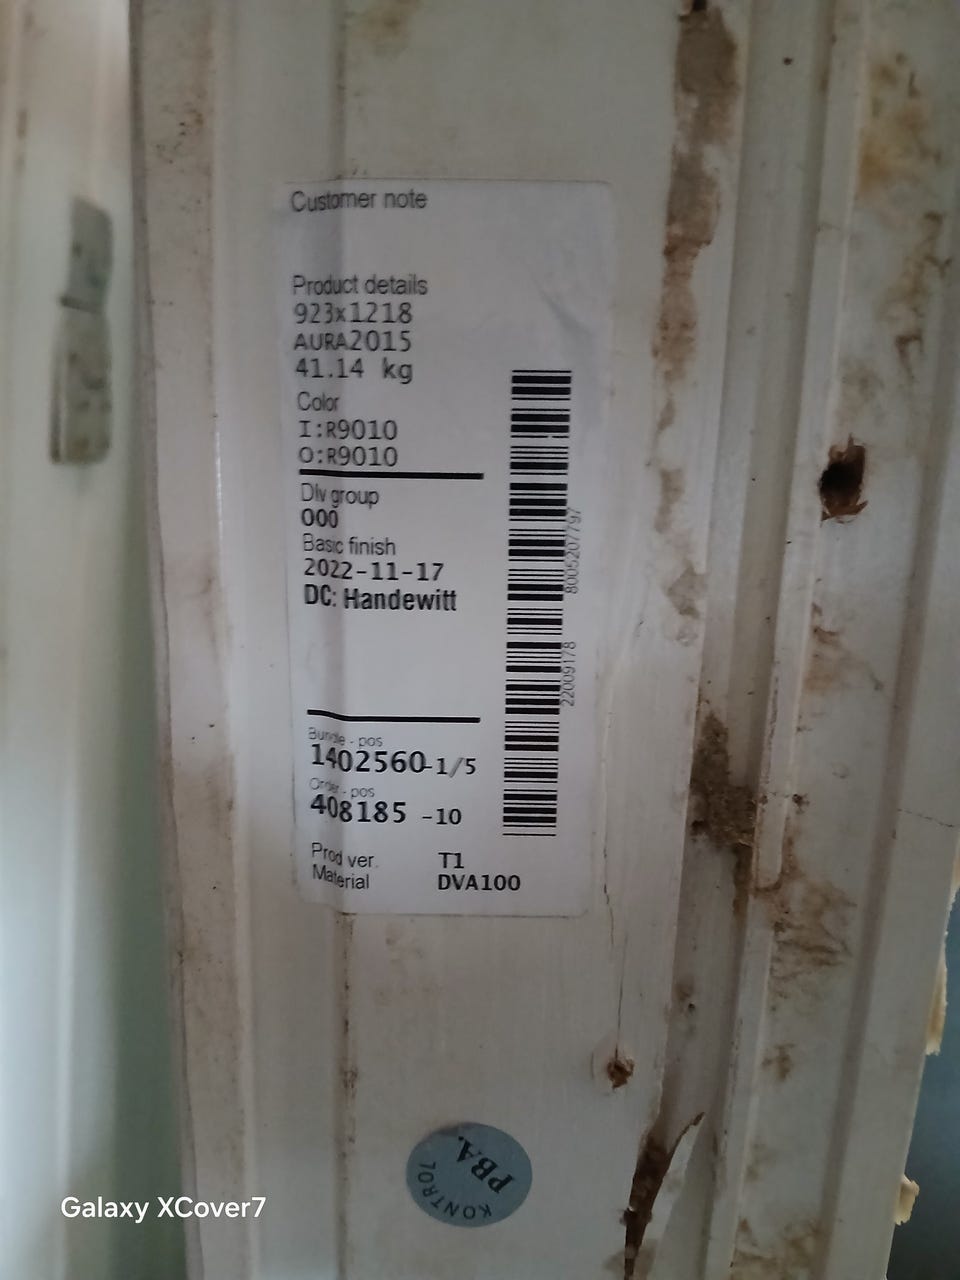 Customer note
Product details
923x1218
AURA2015
41.14 kg
Color
I:R9010
O:R9010
Dlv group
000
Basic finish
2022-11-17
DC: Handewitt
8005207797
22009178
Bundle - pos
1402560-1/5
Order - pos
408185 -10
Prod ver. T1
Material DVA100
PBA.
KONTROL
Galaxy XCover7